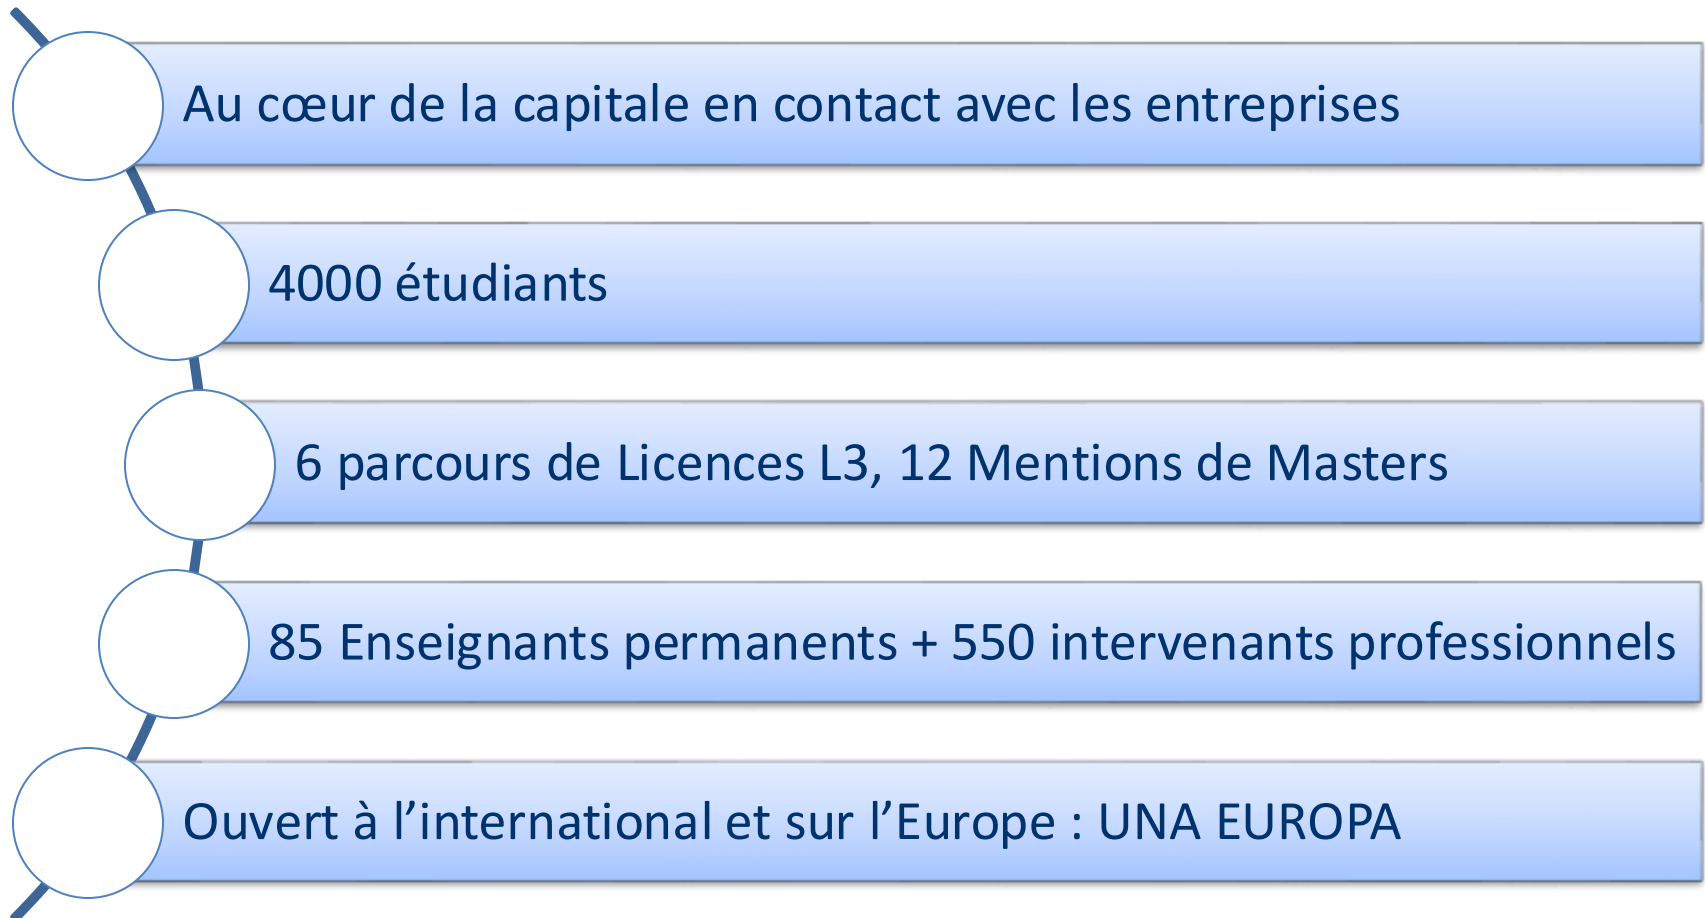 Au cœur de la capitale en contact avec les entreprises
4000 étudiants
6 parcours de Licences L3, 12 Mentions de Masters
85 Enseignants permanents + 550 intervenants professionnels
Ouvert à l’international et sur l’Europe : UNA EUROPA